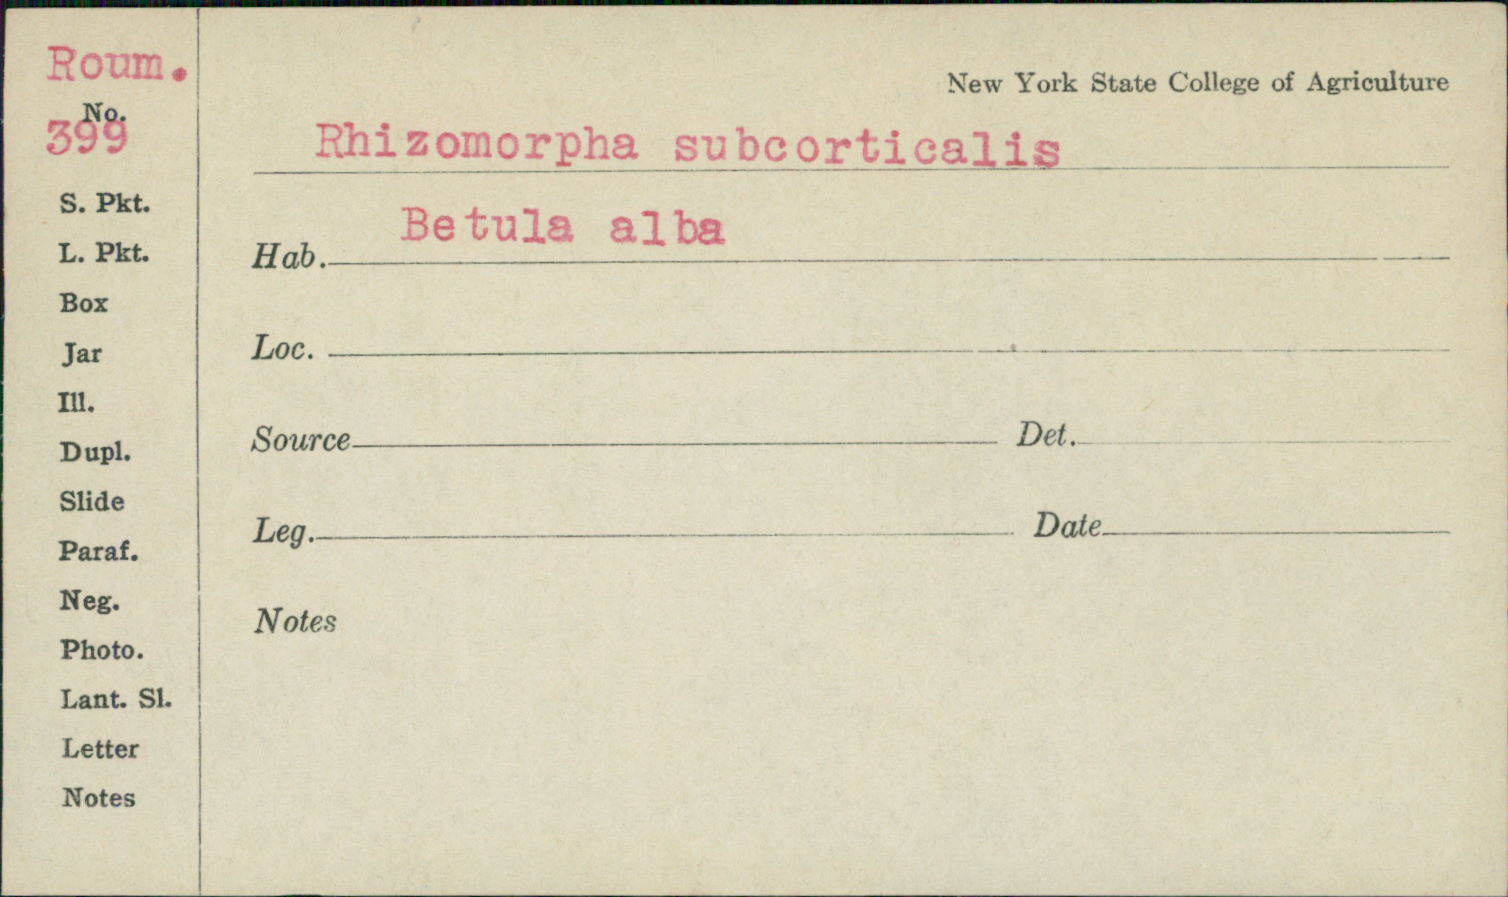 Roum.
No.
399
S. Pkt.
L. Pkt.
Box
Jar
Ill.
Dupl.
Slide
Paraf.
Neg.
Photo.
Lant. Sl.
Letter
Notes
New York State College of Agriculture
Rhizomorpha subcorticalis
Hab. Betula alba
Loc.
Source Det.
Leg. Date
Notes